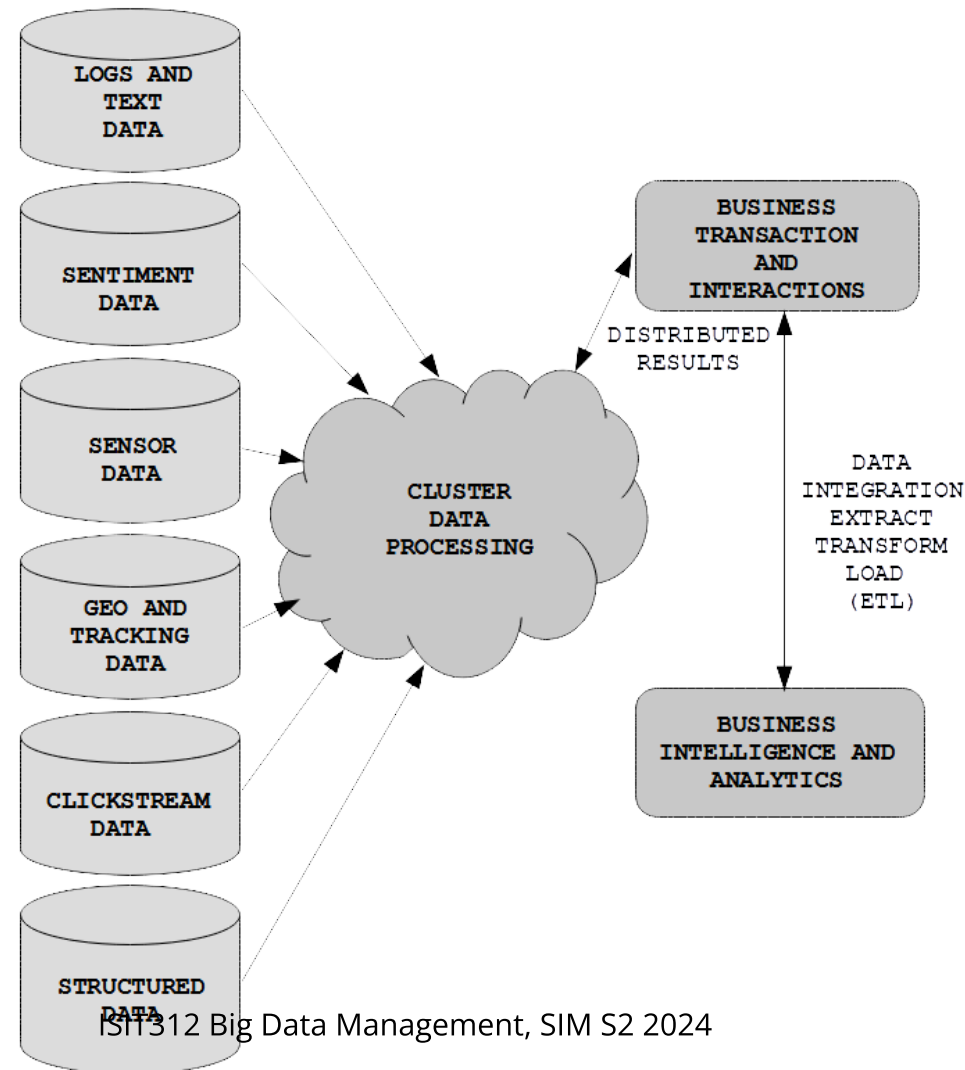 LOGS AND
TEXT
DATA
SENTIMENT
DATA
SENSOR
DATA
GEO AND
TRACKING
DATA
CLICKSTREAM
DATA
STRUCTURED
DATA
CLUSTER
DATA
PROCESSING
BUSINESS
TRANSACTION
AND
INTERACTIONS
DISTRIBUTED
RESULTS
DATA
INTEGRATION
EXTRACT
TRANSFORM
LOAD
(ETL)
BUSINESS
INTELLIGENCE AND
ANALYTICS
ISIT312 Big Data Management, SIM S2 2024